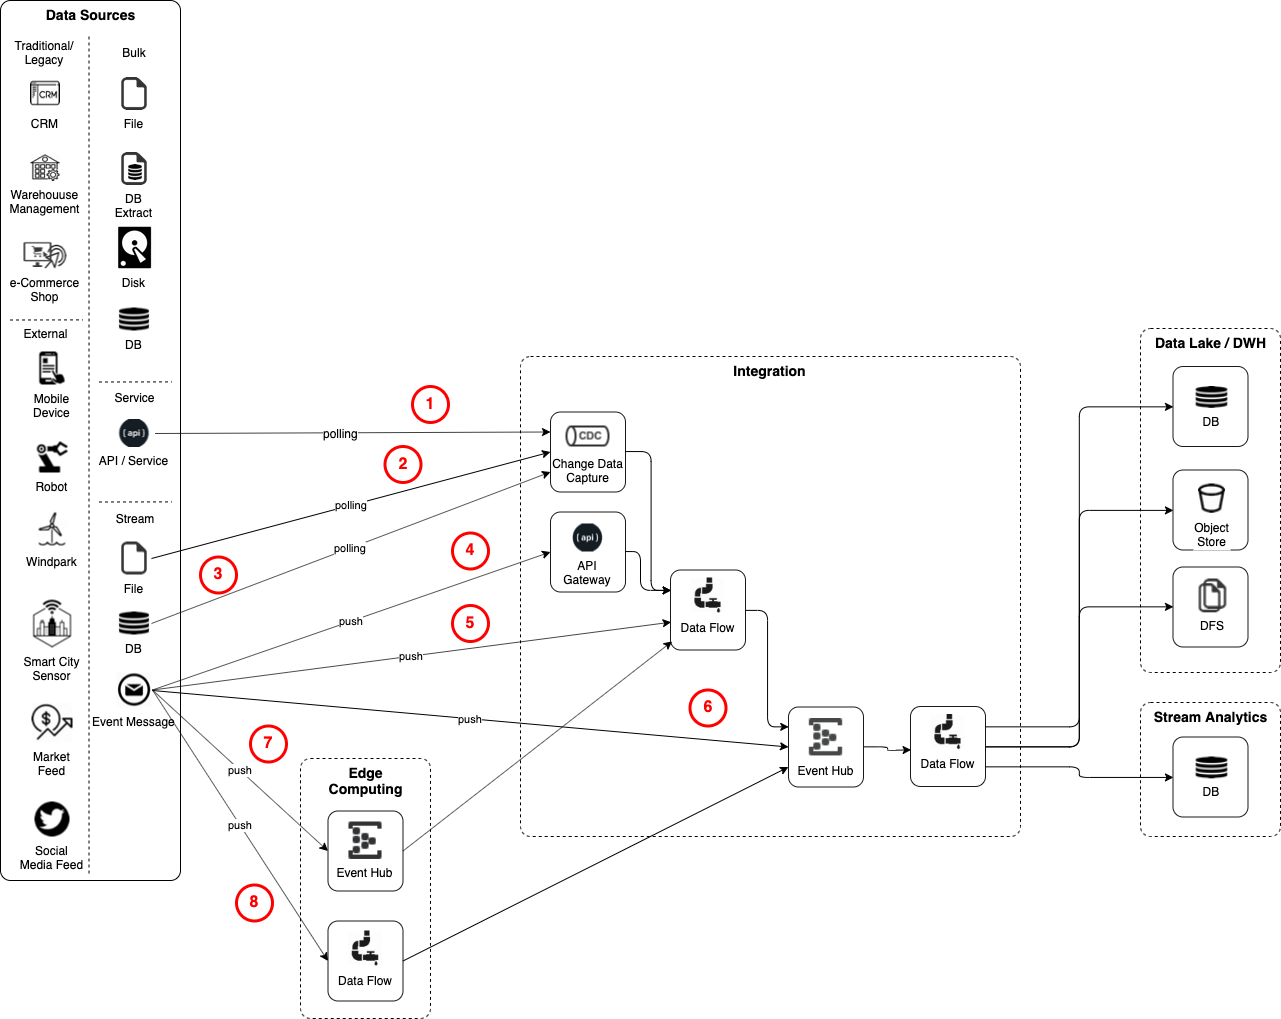 Data Sources
Traditional/
Legacy
CRM
CRM
Warehouuse
Management
e-Commerce
Shop
External
Mobile
Device
Robot
Windpark
Smart City
Sensor
$
Market
Feed
Social
Media Feed
Bulk
File
DB
Extract
Disk
DB
Service
{ api }
API / Service
Stream
File
DB
Event Message
1
polling
2
polling
3
polling
4
push
5
push
6
push
7
push
8
push
Edge
Computing
Event Hub
Data Flow
Integration
CDC
Change Data
Capture
{ api }
API
Gateway
Data Flow
Event Hub
Data Flow
Data Lake / DWH
DB
Object
Store
DFS
Stream Analytics
DB